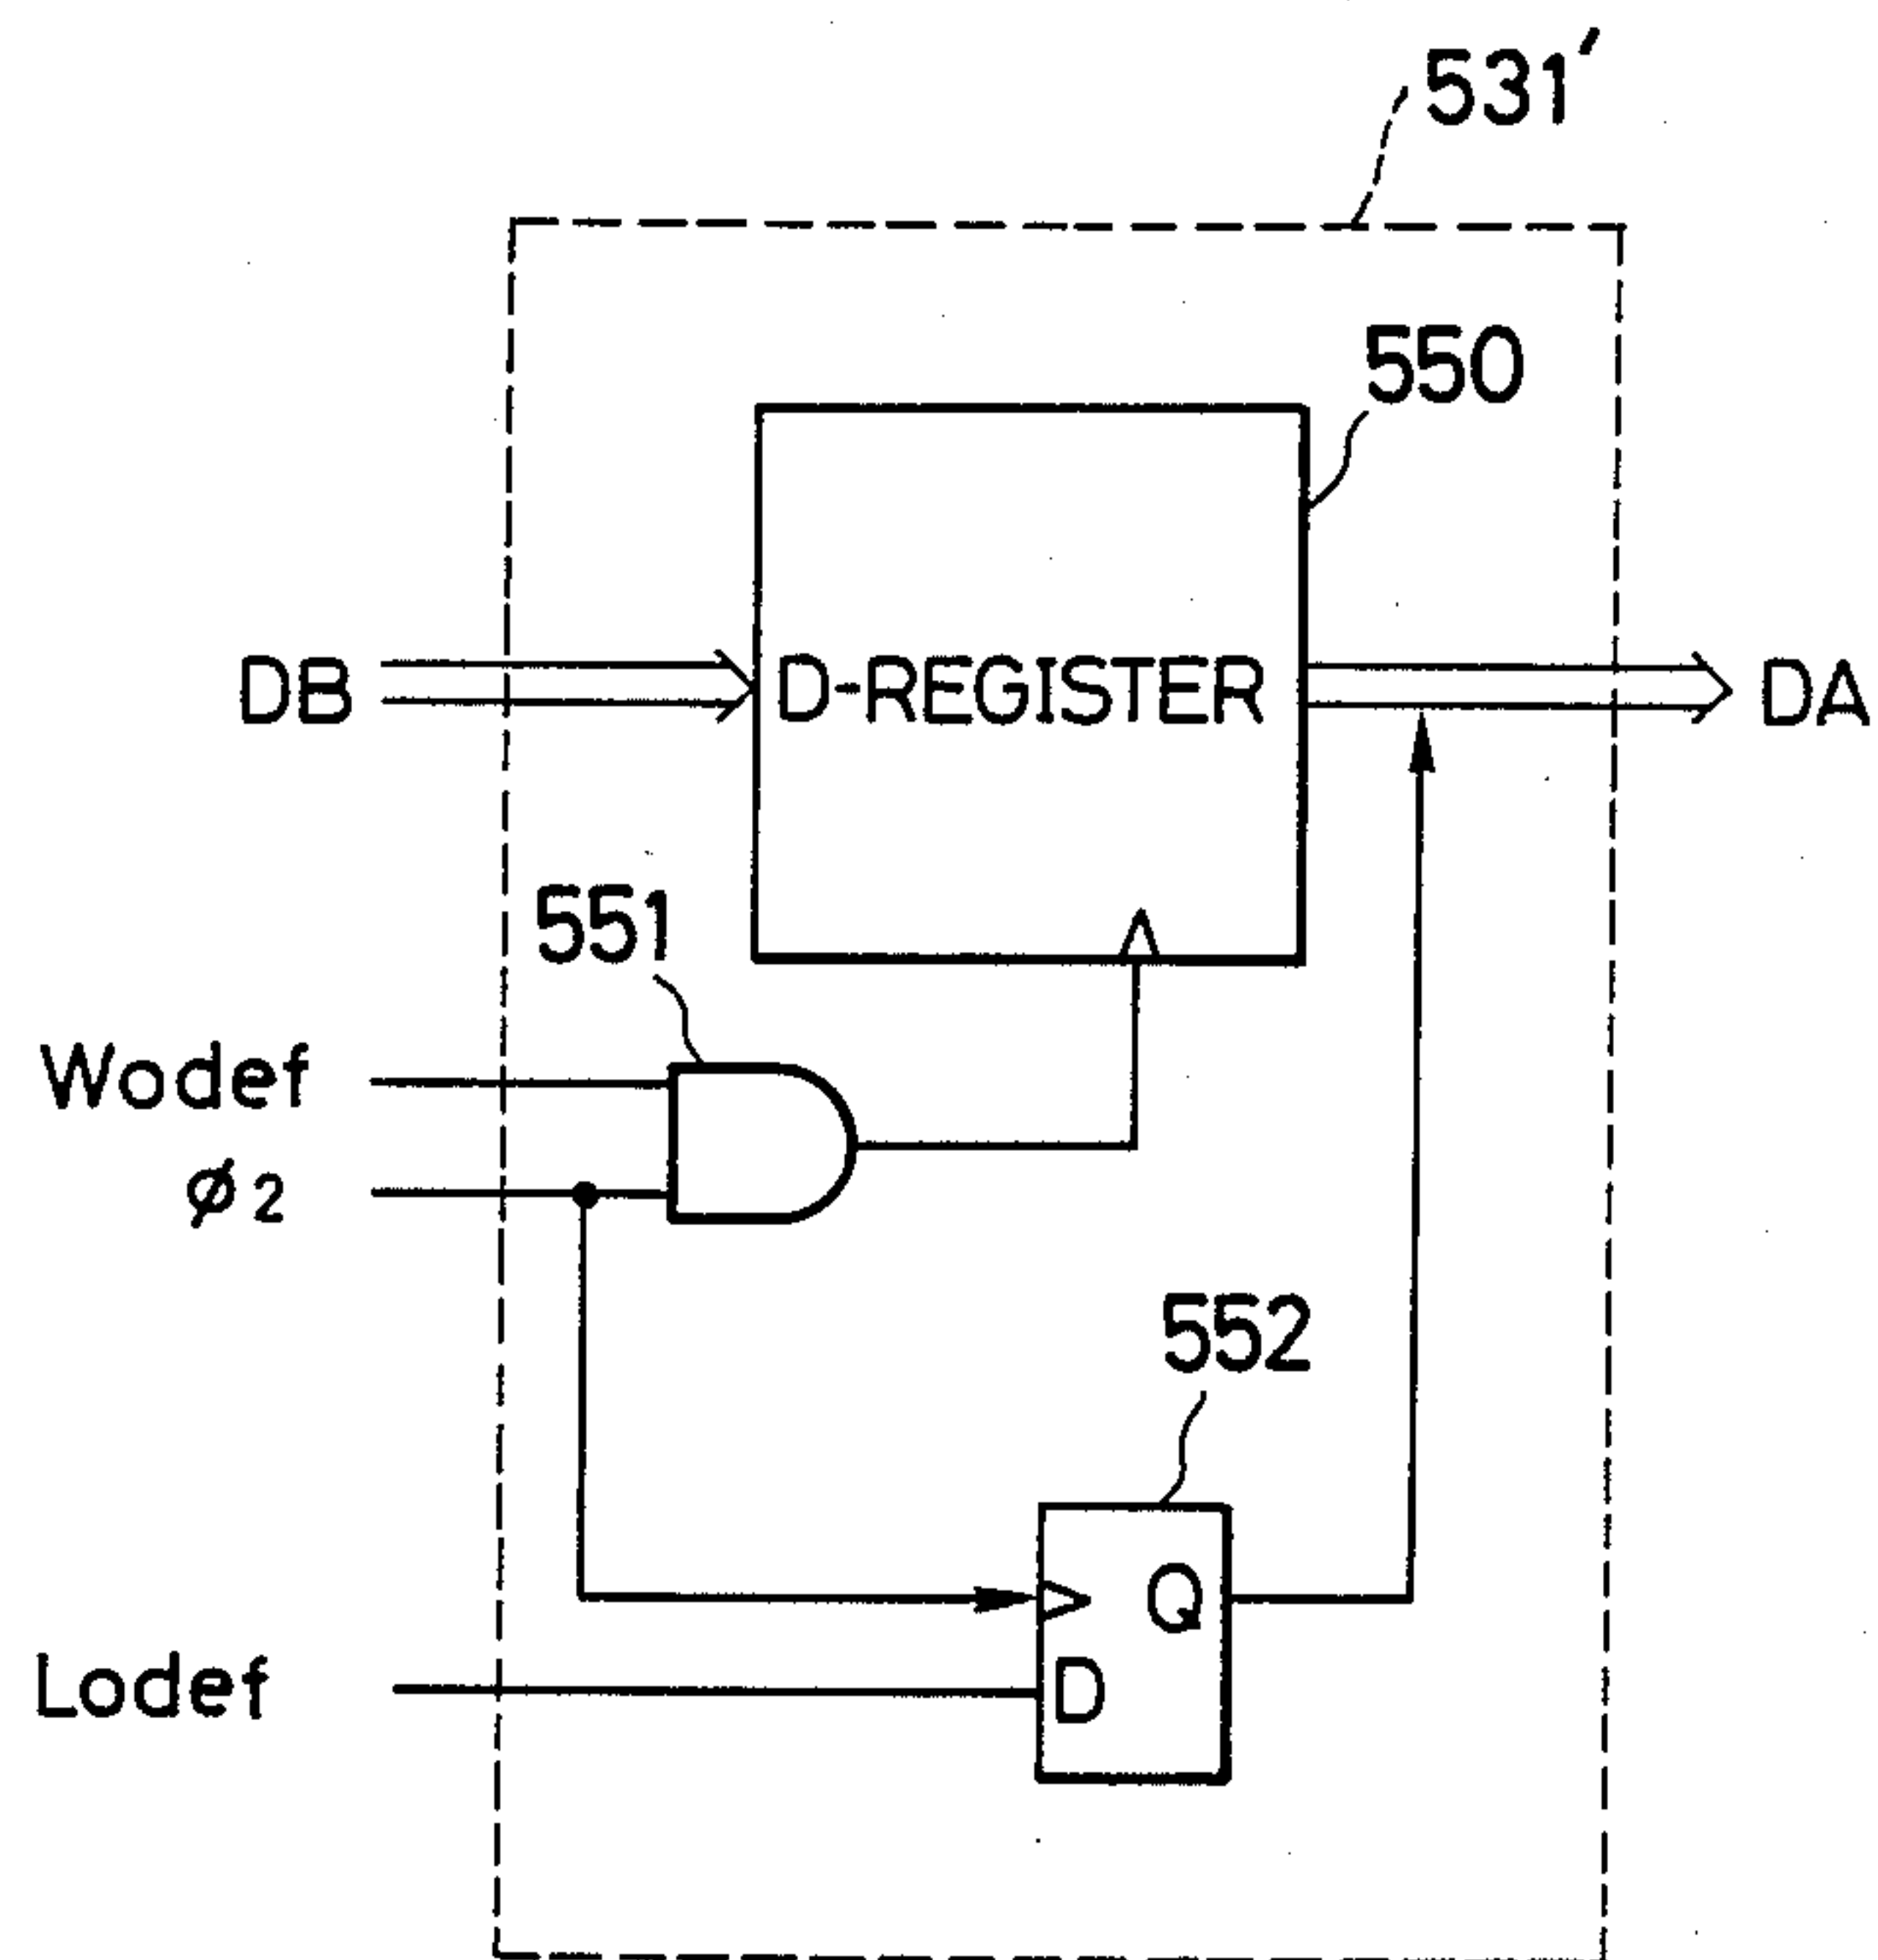 531′
550
DB
D-REGISTER
DA
551
Wodef
ø2
552
Q
Lodef
D